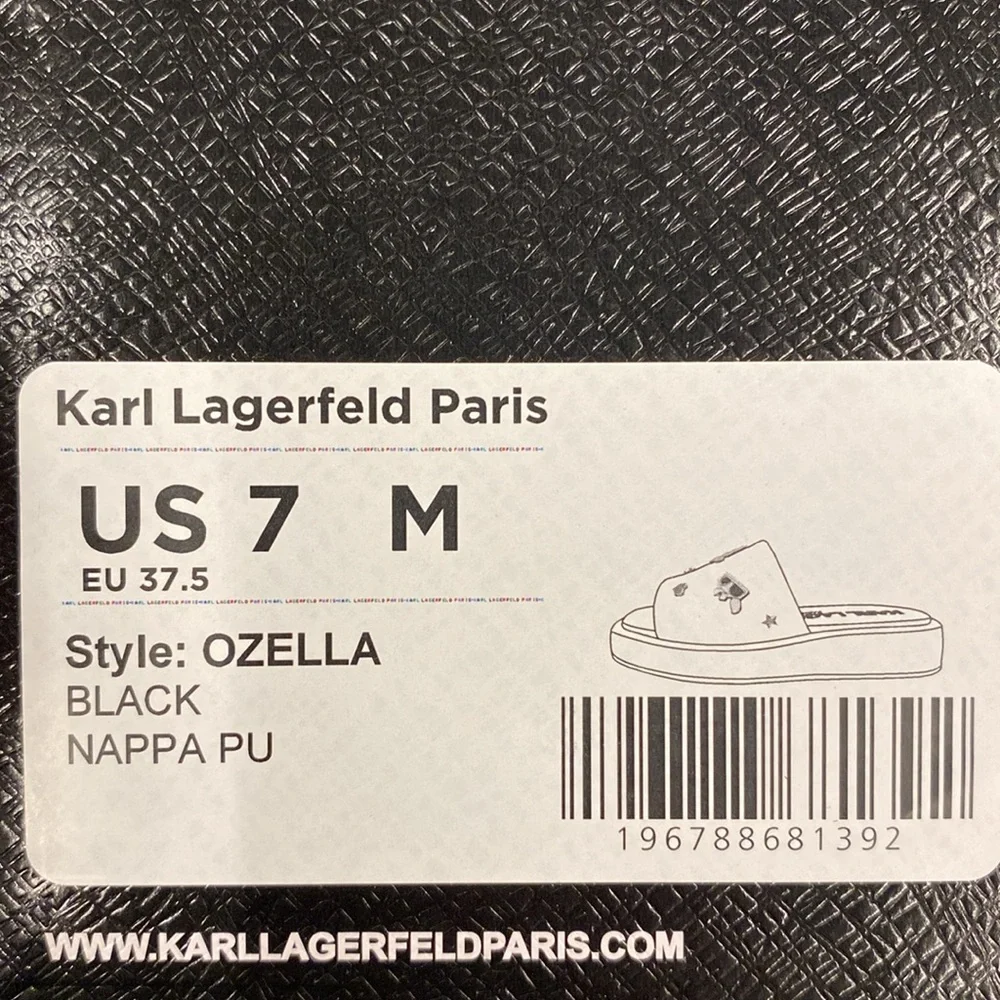 Karl Lagerfeld Paris
US 7 M
EU 37.5
Style: OZELLA
BLACK
NAPPA PU
196788681392
WWW.KARLLAGERFELDPARIS.COM